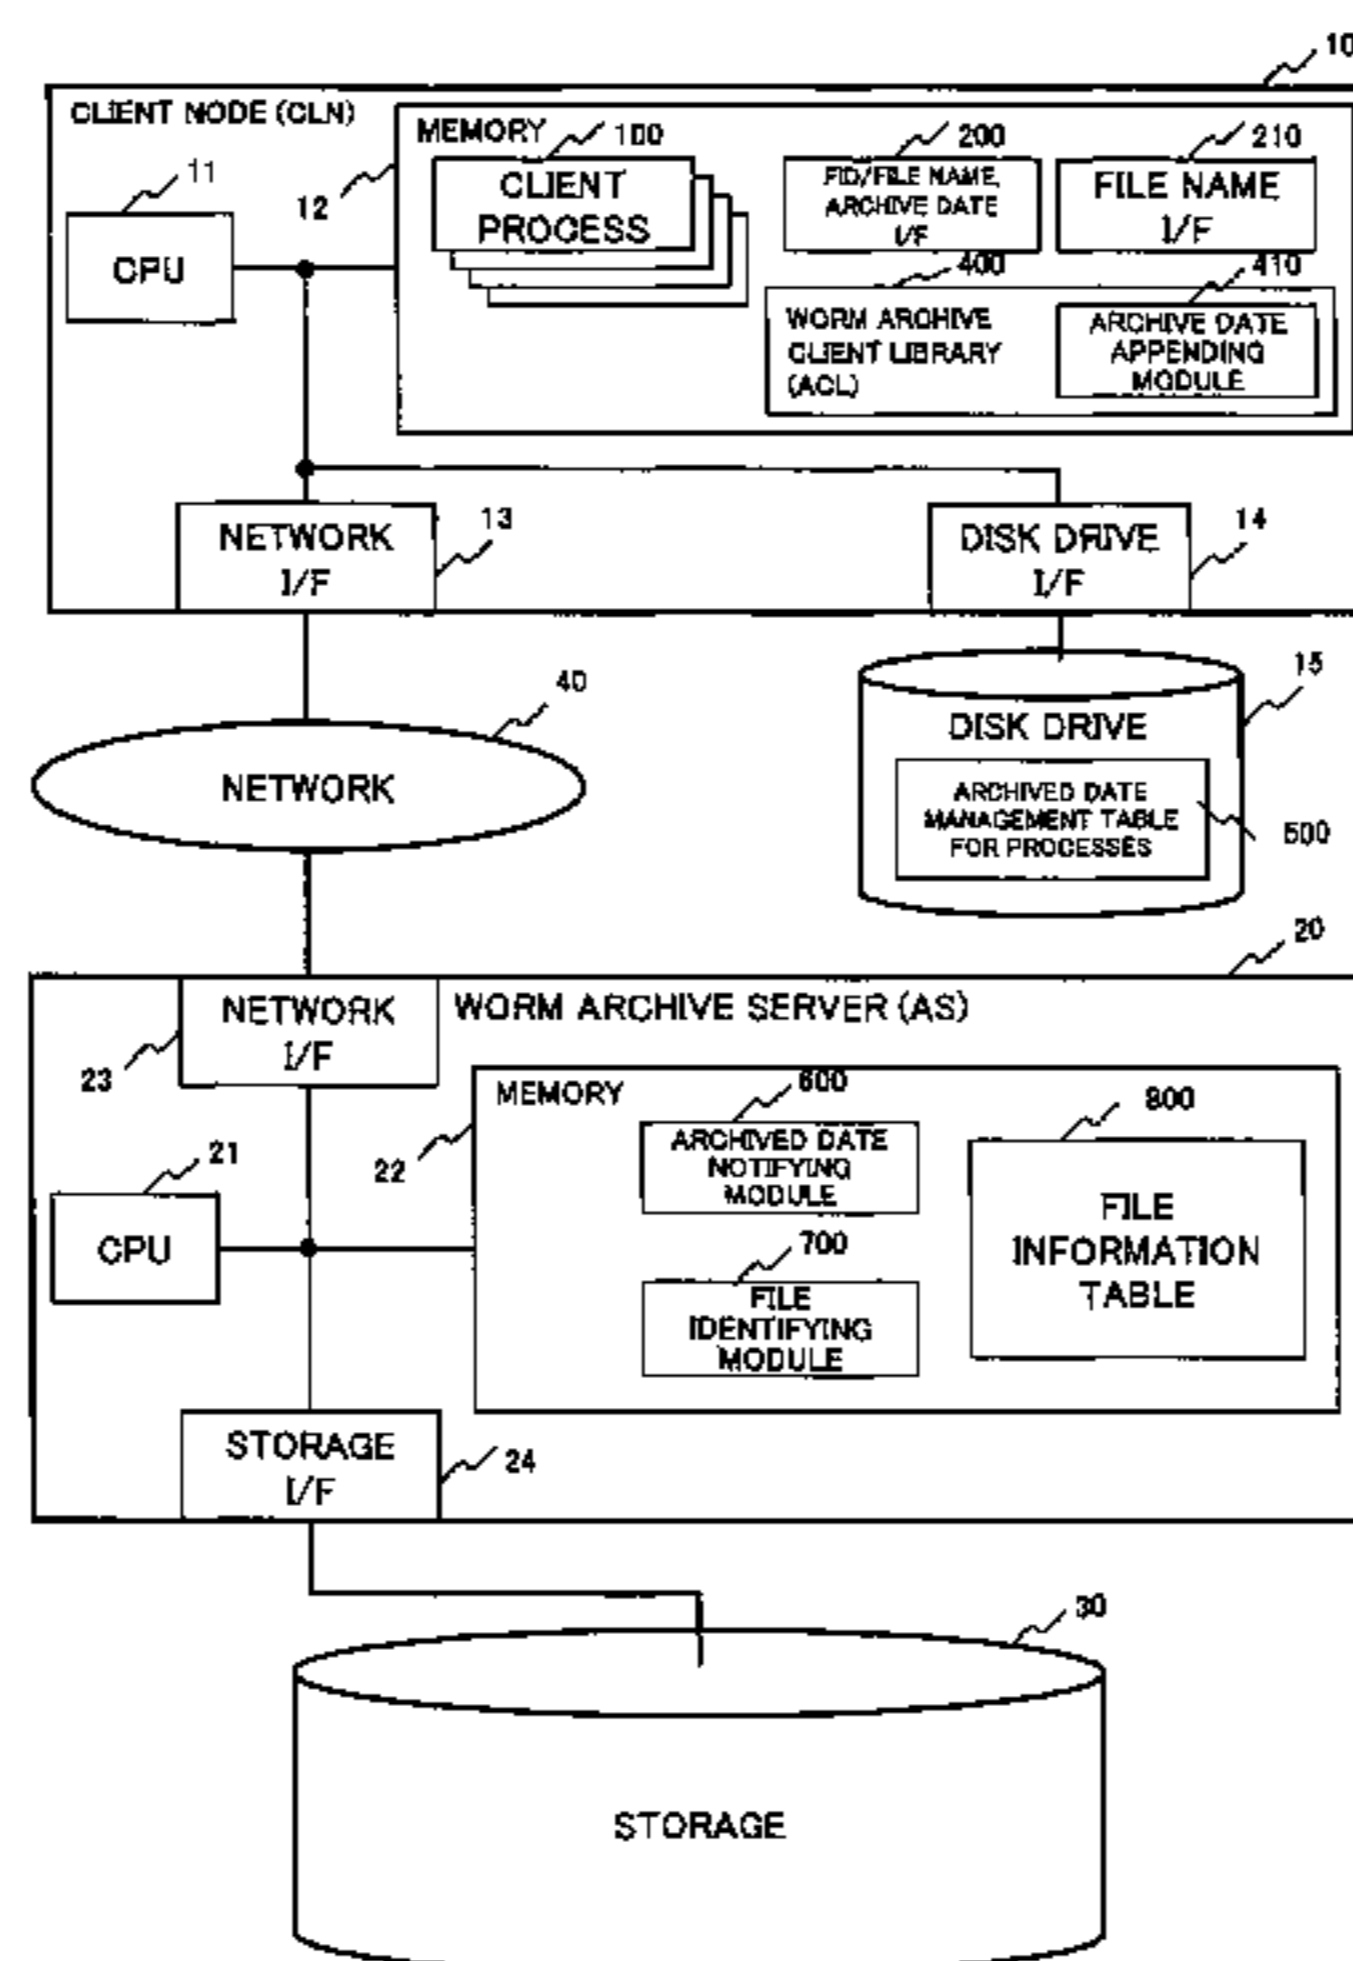 10
CLIENT NODE (CLN)
MEMORY
100
200
210
11
12
CPU
CLIENT
PROCESS
FID/FILE NAME,
ARCHIVE DATE
I/F
FILE NAME
I/F
400
410
WORM ARCHIVE
CLIENT LIBRARY
(ACL)
ARCHIVE DATE
APPENDING
MODULE
NETWORK
I/F
13
DISK DRIVE
I/F
14
40
NETWORK
15
DISK DRIVE
ARCHIVED DATE
MANAGEMENT TABLE
FOR PROCESSES
500
20
NETWORK
I/F
23
WORM ARCHIVE SERVER (AS)
MEMORY
22
600
ARCHIVED DATE
NOTIFYING
MODULE
800
FILE
INFORMATION
TABLE
21
CPU
700
FILE
IDENTIFYING
MODULE
STORAGE
I/F
24
30
STORAGE